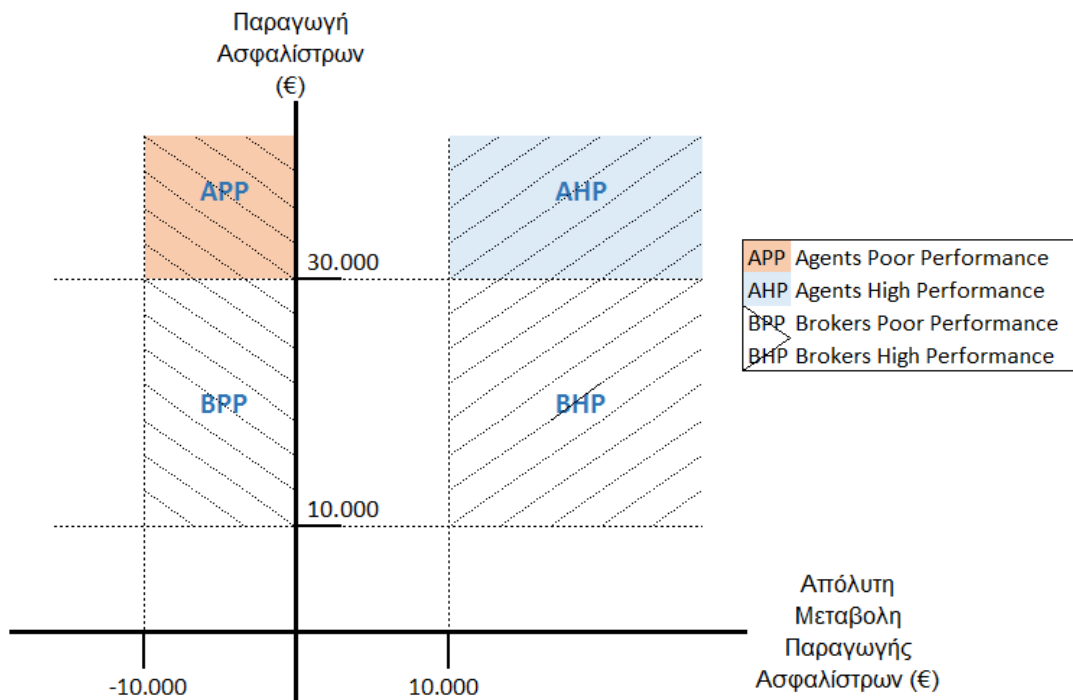 Παραγωγή
Ασφαλίστρων
(€)
APP
AHP
30.000
APP Agents Poor Performance
AHP Agents High Performance
BPP Brokers Poor Performance
BHP Brokers High Performance
BPP
BHP
10.000
Απόλυτη
Μεταβολη
Παραγωγής
Ασφαλίστρων (€)
-10.000
10.000